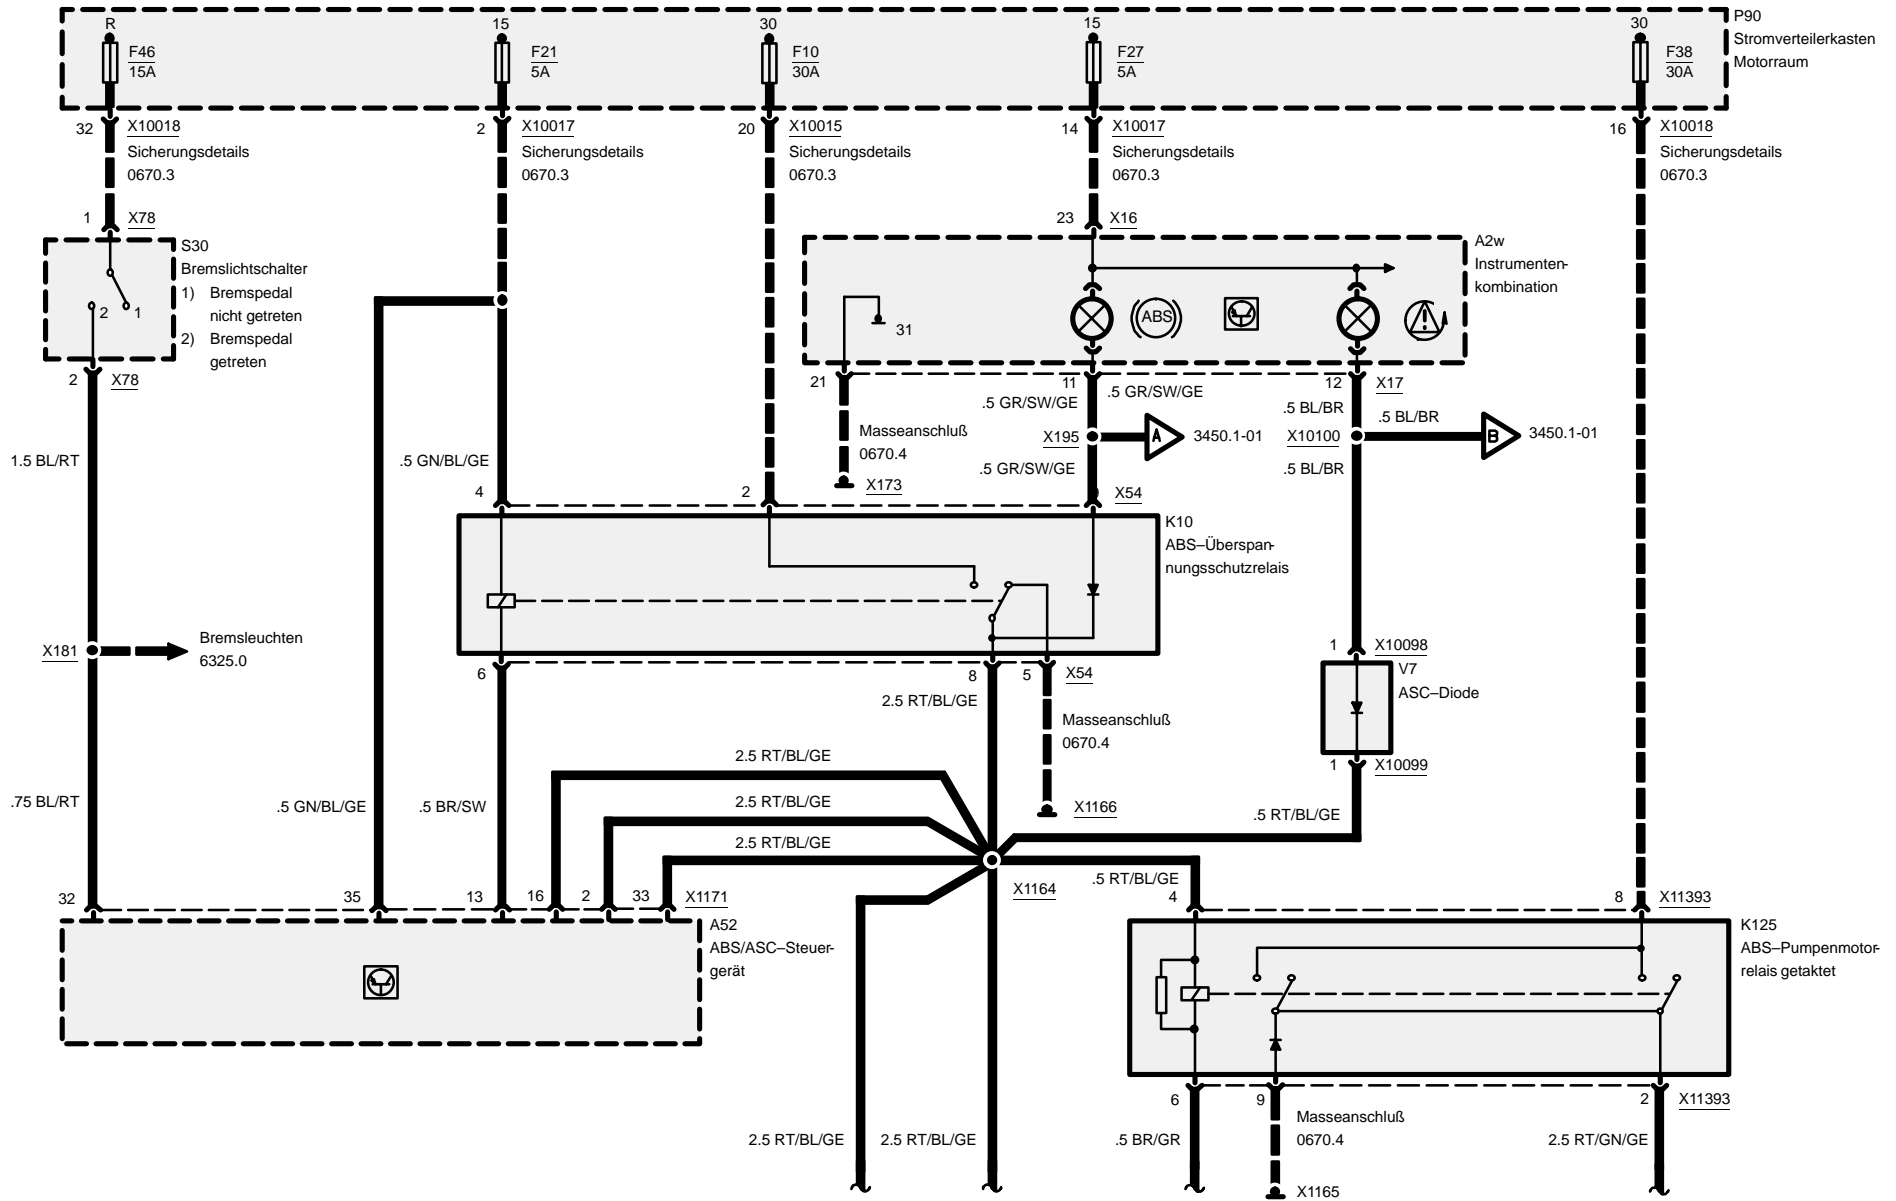 R
15
30
15
30
P90
Stromverteilerkasten
Motorraum
F46
15A
F21
5A
F10
30A
F27
5A
F38
30A
32
X10018
Sicherungsdetails
0670.3
2
X10017
Sicherungsdetails
0670.3
20
X10015
Sicherungsdetails
0670.3
14
X10017
Sicherungsdetails
0670.3
16
X10018
Sicherungsdetails
0670.3
1
X78
23
X16
S30
Bremslichtschalter
1) Bremspedal
nicht getreten
2) Bremspedal
getreten
2
1
A2w
Instrumenten-
kombination
31
ABS
2
X78
21
11
12
X17
.5 GR/SW/GE
.5 GR/SW/GE
.5 BL/BR
.5 BL/BR
Masseanschluß
0670.4
X173
X195
A
3450.1-01
X10100
B
3450.1-01
.5 GR/SW/GE
.5 BL/BR
1.5 BL/RT
.5 GN/BL/GE
4
2
X54
K10
ABS–Überspan-
nungsschutzrelais
X181
Bremsleuchten
6325.0
6
8
5
X54
2.5 RT/BL/GE
Masseanschluß
0670.4
X1166
1
X10098
V7
ASC–Diode
1
X10099
2.5 RT/BL/GE
2.5 RT/BL/GE
2.5 RT/BL/GE
.75 BL/RT
.5 GN/BL/GE
.5 BR/SW
.5 RT/BL/GE
X1164
.5 RT/BL/GE
32
35
13
16
2
33
X1171
4
8
X11393
A52
ABS/ASC–Steuer-
gerät
K125
ABS–Pumpenmotor-
relais getaktet
6
9
2
X11393
Masseanschluß
0670.4
X1165
2.5 RT/BL/GE
2.5 RT/BL/GE
.5 BR/GR
2.5 RT/GN/GE